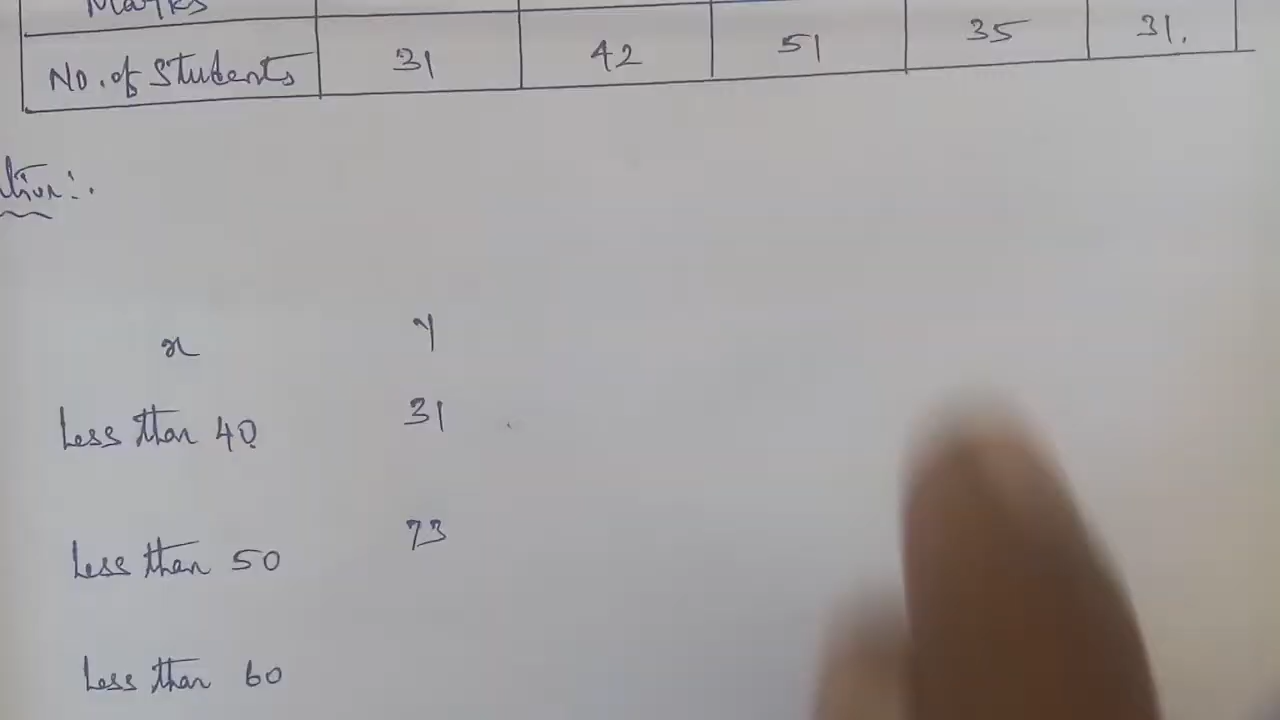 Marks
No. of Students 31 42 51 35 31.
x y
Less than 40 31
Less than 50 73
Less than 60